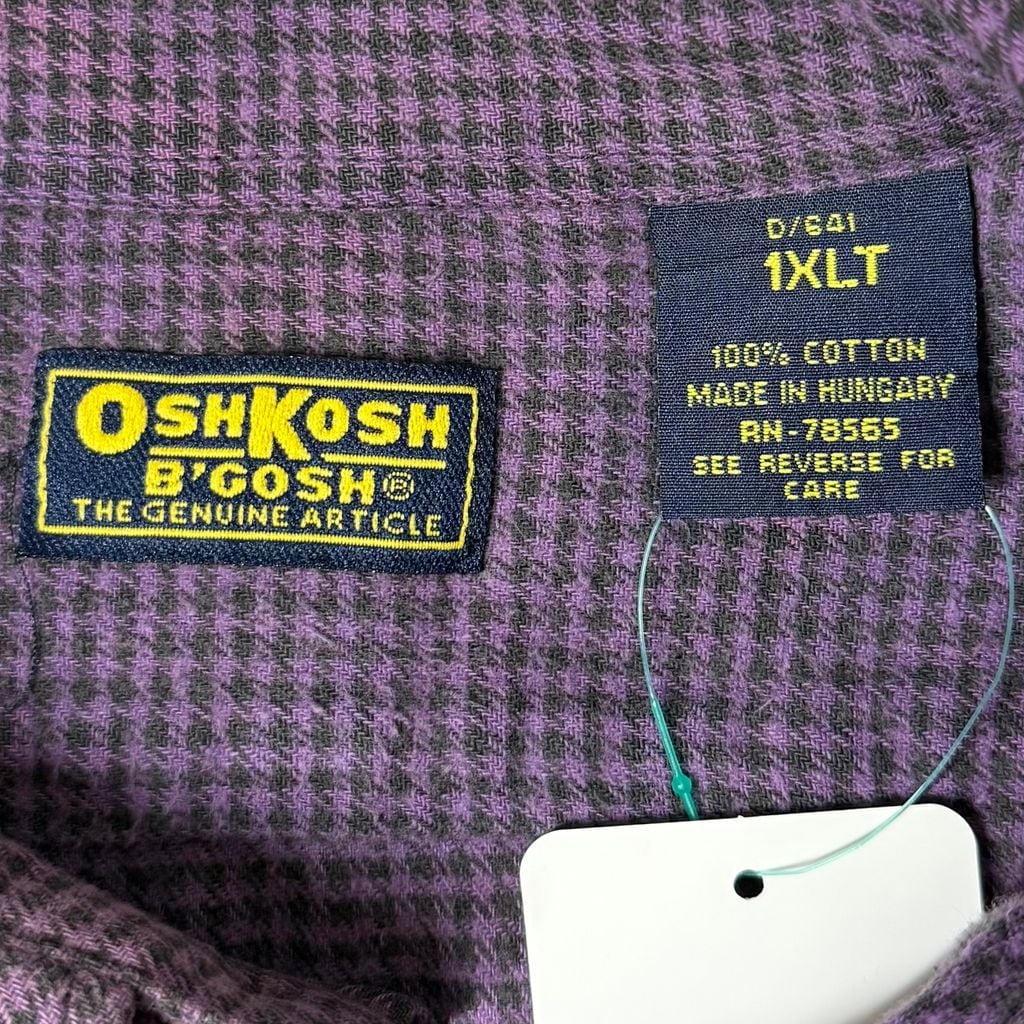 OSHKOSH
B'GOSH®
THE GENUINE ARTICLE
D/641
1XLT
100% COTTON
MADE IN HUNGARY
RN-78565
SEE REVERSE FOR
CARE